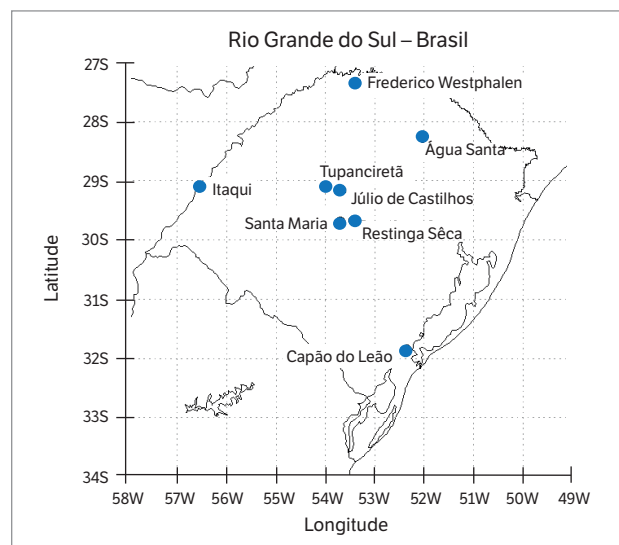 Rio Grande do Sul – Brasil
27S
Frederico Westphalen
28S
Água Santa
Tupanciretã
29S
Itaqui
Júlio de Castilhos
Santa Maria
Restinga Sêca
30S
Latitude
31S
Capão do Leão
32S
33S
34S
58W 57W 56W 54W 53W 52W 50W 49W
Longitude